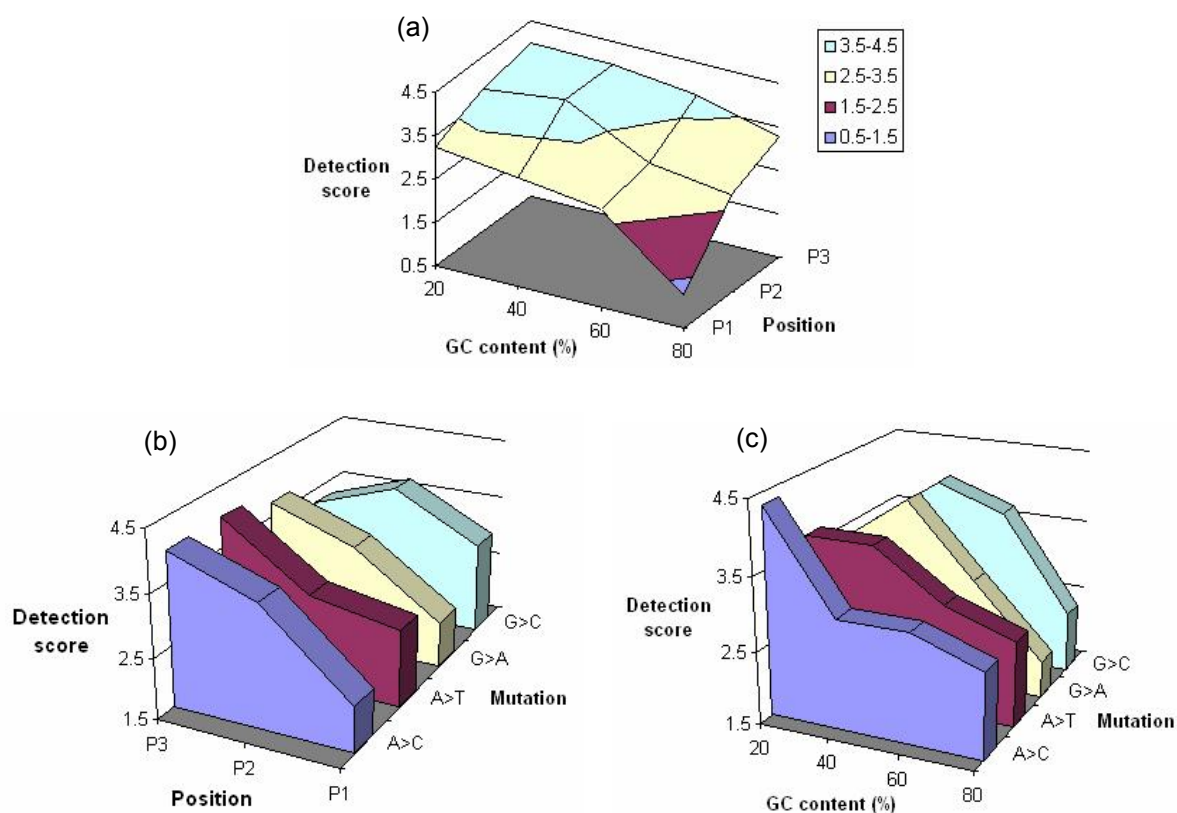 (a)
3.5-4.5
2.5-3.5
1.5-2.5
0.5-1.5
Detection
score
4.5
3.5
2.5
1.5
0.5
20
40
60
80
GC content (%)
P1
P2
P3
Position
(b)
Detection
score
4.5
3.5
2.5
1.5
P3
P2
P1
Position
A>C
A>T
G>A
G>C
Mutation
(c)
Detection
score
4.5
3.5
2.5
1.5
20
40
60
80
GC content (%)
A>C
A>T
G>A
G>C
Mutation